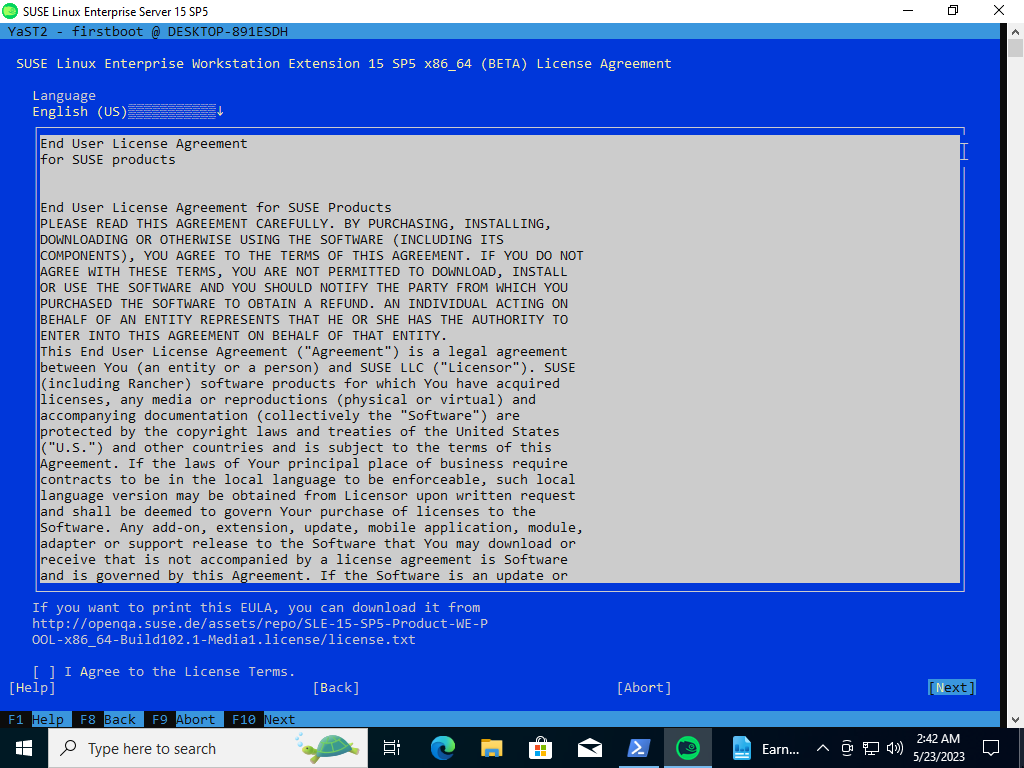 SUSE Linux Enterprise Server 15 SP5
YaST2 - firstboot @ DESKTOP-891ESDH
SUSE Linux Enterprise Workstation Extension 15 SP5 x86_64 (BETA) License Agreement
Language
English (US)
End User License Agreement
for SUSE products
End User License Agreement for SUSE Products
PLEASE READ THIS AGREEMENT CAREFULLY. BY PURCHASING, INSTALLING,
DOWNLOADING OR OTHERWISE USING THE SOFTWARE (INCLUDING ITS
COMPONENTS), YOU AGREE TO THE TERMS OF THIS AGREEMENT. IF YOU DO NOT
AGREE WITH THESE TERMS, YOU ARE NOT PERMITTED TO DOWNLOAD, INSTALL
OR USE THE SOFTWARE AND YOU SHOULD NOTIFY THE PARTY FROM WHICH YOU
PURCHASED THE SOFTWARE TO OBTAIN A REFUND. AN INDIVIDUAL ACTING ON
BEHALF OF AN ENTITY REPRESENTS THAT HE OR SHE HAS THE AUTHORITY TO
ENTER INTO THIS AGREEMENT ON BEHALF OF THAT ENTITY.
This End User License Agreement ("Agreement") is a legal agreement
between You (an entity or a person) and SUSE LLC ("Licensor"). SUSE
(including Rancher) software products for which You have acquired
licenses, any media or reproductions (physical or virtual) and
accompanying documentation (collectively the "Software") are
protected by the copyright laws and treaties of the United States
("U.S.") and other countries and is subject to the terms of this
Agreement. If the laws of Your principal place of business require
contracts to be in the local language to be enforceable, such local
language version may be obtained from Licensor upon written request
and shall be deemed to govern Your purchase of licenses to the
Software. Any add-on, extension, update, mobile application, module,
adapter or support release to the Software that You may download or
receive that is not accompanied by a license agreement is Software
and is governed by this Agreement. If the Software is an update or
If you want to print this EULA, you can download it from
http://openqa.suse.de/assets/repo/SLE-15-SP5-Product-WE-P
OOL-x86_64-Build102.1-Media1.license/license.txt
[ ] I Agree to the License Terms.
[Help] [Back] [Abort] [Next]
F1 Help F8 Back F9 Abort F10 Next
Type here to search
Earn...
2:42 AM
5/23/2023